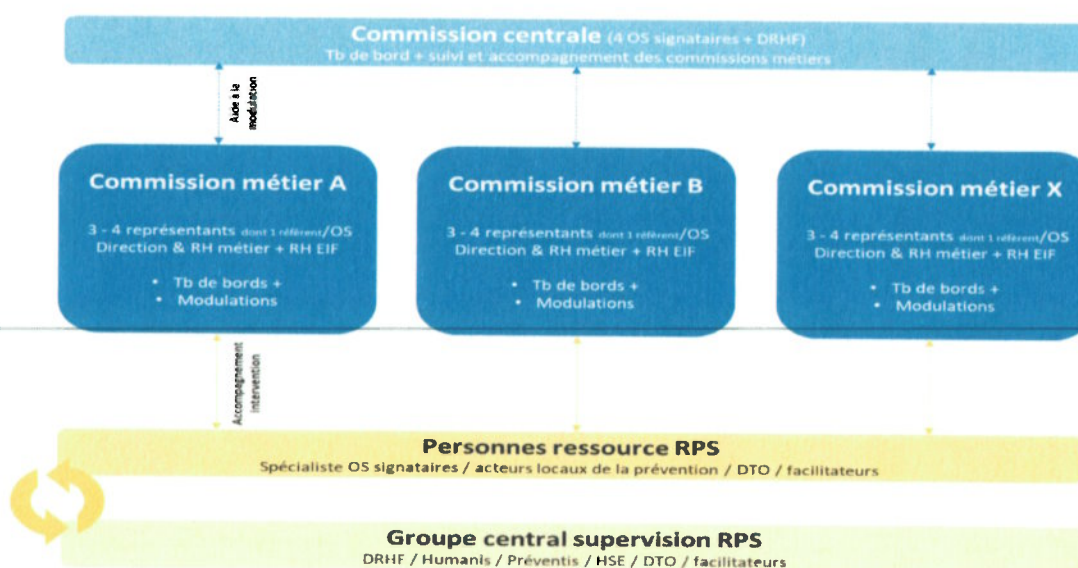 Commission centrale (4 OS signataires + DRHF)
Tb de bord + suivi et accompagnement des commissions métiers
Aide à la
modulation
Commission métier A
3 - 4 représentants dont 1 référent/OS
Direction & RH métier + RH EIF
• Tb de bords +
• Modulations
Commission métier B
3 - 4 représentants dont 1 référent/OS
Direction & RH métier + RH EIF
• Tb de bords +
• Modulations
Commission métier X
3 - 4 représentants dont 1 référent/OS
Direction & RH métier + RH EIF
• Tb de bords +
• Modulations
Accompagnement
intervention
Personnes ressource RPS
Spécialiste OS signataires / acteurs locaux de la prévention / DTO / facilitateurs
Groupe central supervision RPS
DRHF / Humanis / Préventis / HSE / DTO / facilitateurs